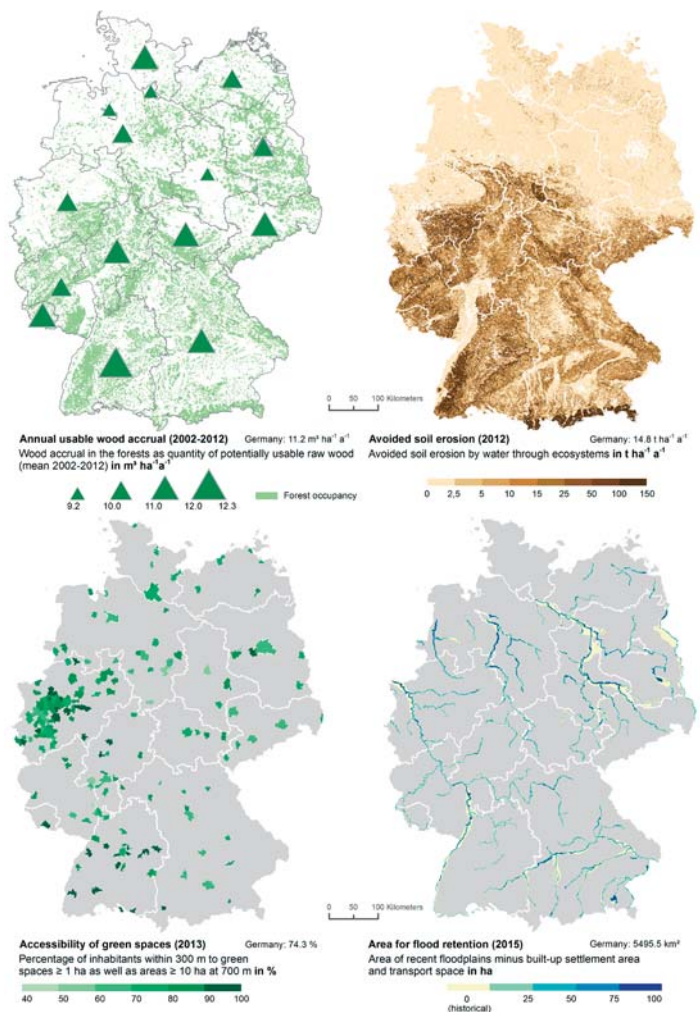 0 100 Kilometers
0 100 Kilometers
Annual usable wood accrual (2002-2012) Germany: 11.2 m³ ha⁻¹ a⁻¹
Wood accrual in the forests as quantity of potentially usable raw wood
(mean 2002-2012) in m³ ha⁻¹a⁻¹
9.2 10.0 11.0 12.0 12.3 Forest occupancy
Avoided soil erosion (2012) Germany: 14.8 t ha⁻¹ a⁻¹
Avoided soil erosion by water through ecosystems in t ha⁻¹ a⁻¹
0 2,5 5 10 15 25 50 100 150
0 100 Kilometers
Accessibility of green spaces (2013) Germany: 74.3 %
Percentage of inhabitants within 300 m to green
spaces ≥ 1 ha as well as areas ≥ 10 ha at 700 m in %
40 50 60 70 80 90 100
Area for flood retention (2015) Germany: 5495.5 km²
Area of recent floodplains minus built-up settlement area
and transport space in ha
0 25 50 75 100
(historical)